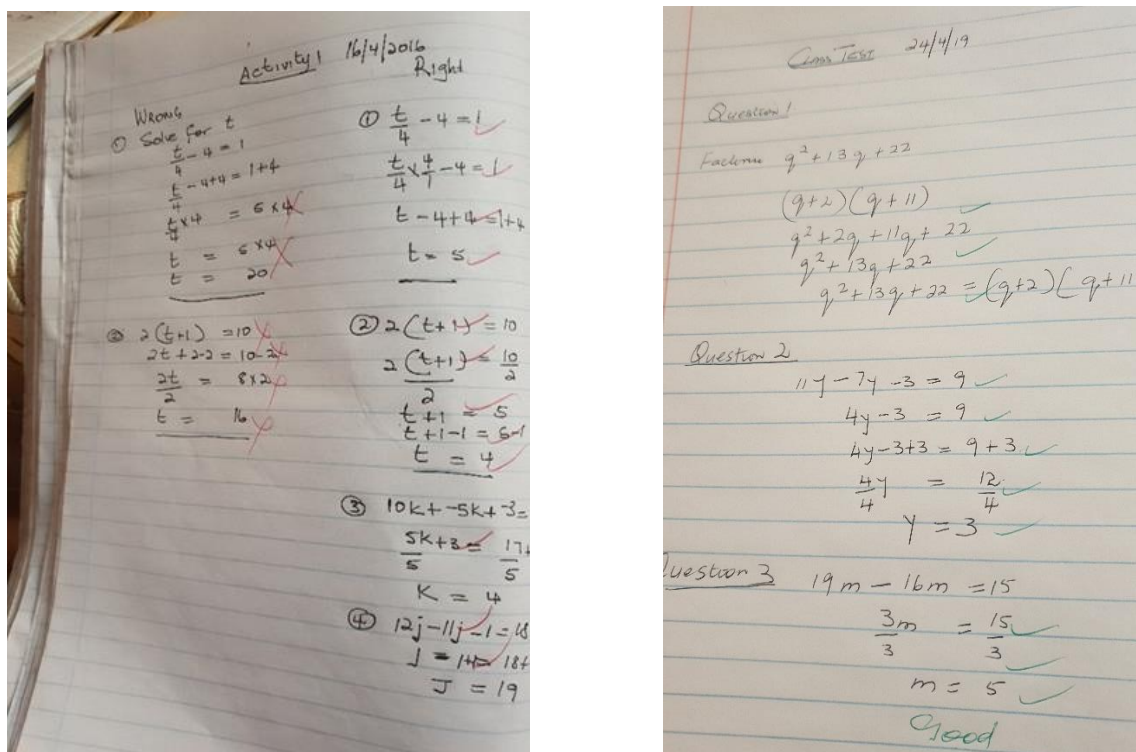 Activity 1 16/4/2016
WRONG
① Solve for t
t/4 - 4 = 1
t/4 - 4+4 = 1+4
t/4 × 4 = 5 × 4
t = 5 × 4
t = 20
② 2(t+1) = 10
2t + 2-2 = 10-2
2t/2 = 8×2
t = 16
Right
① t/4 - 4 = 1
t/4 × 4/1 - 4 = 1
t - 4+4 = 1+4
t = 5
② 2(t+1) = 10
2(t+1)/2 = 10/2
t+1 = 5
t+1-1 = 5-1
t = 4
③ 10k + -5k + 3 =
5k+3/5 = 17/5
K = 4
④ 12j - 11j - 1 = 18
= 18+
J = 19
Class Test 24/4/19
Question 1
Factorise q² + 13q + 22
(q+2)(q+11)
q² + 2q + 11q + 22
q² + 13q + 22
q² + 13q + 22 = (q+2)(q+11
Question 2
11y - 7y - 3 = 9
4y - 3 = 9
4y - 3+3 = 9 + 3
4y/4 = 12/4
Y = 3
Question 3 19m - 16m = 15
3m/3 = 15/3
m = 5
Good